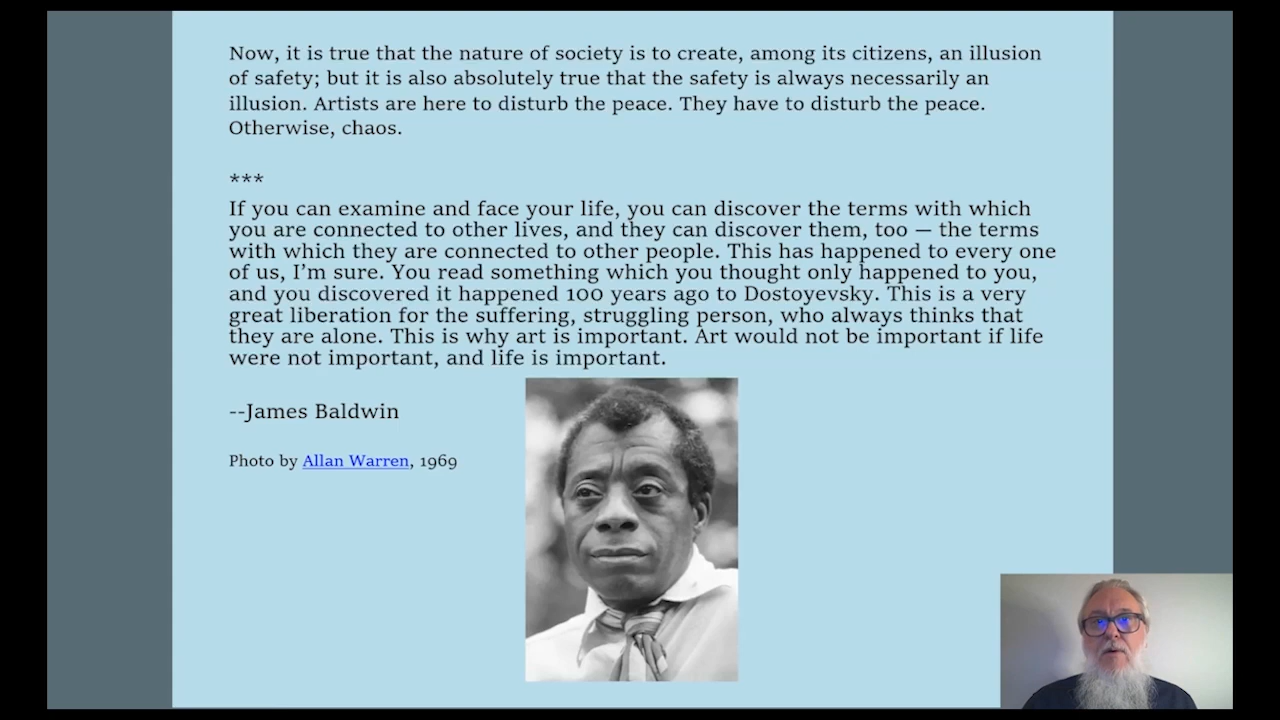 Now, it is true that the nature of society is to create, among its citizens, an illusion
of safety; but it is also absolutely true that the safety is always necessarily an
illusion. Artists are here to disturb the peace. They have to disturb the peace.
Otherwise, chaos.
***
If you can examine and face your life, you can discover the terms with which
you are connected to other lives, and they can discover them, too — the terms
with which they are connected to other people. This has happened to every one
of us, I’m sure. You read something which you thought only happened to you,
and you discovered it happened 100 years ago to Dostoyevsky. This is a very
great liberation for the suffering, struggling person, who always thinks that
they are alone. This is why art is important. Art would not be important if life
were not important, and life is important.
--James Baldwin
Photo by Allan Warren, 1969